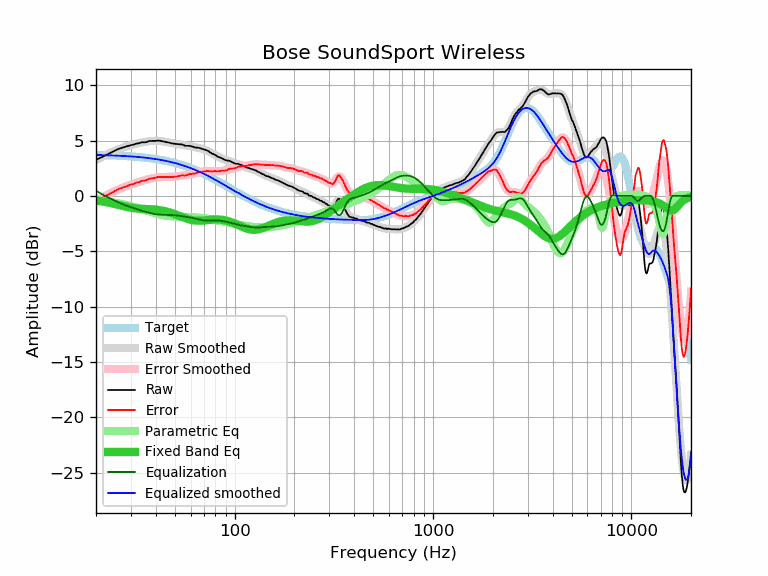 Bose SoundSport Wireless
Amplitude (dBr)
10
5
0
−5
−10
−15
−20
−25
Target
Raw Smoothed
Error Smoothed
Raw
Error
Parametric Eq
Fixed Band Eq
Equalization
Equalized smoothed
100
1000
10000
Frequency (Hz)